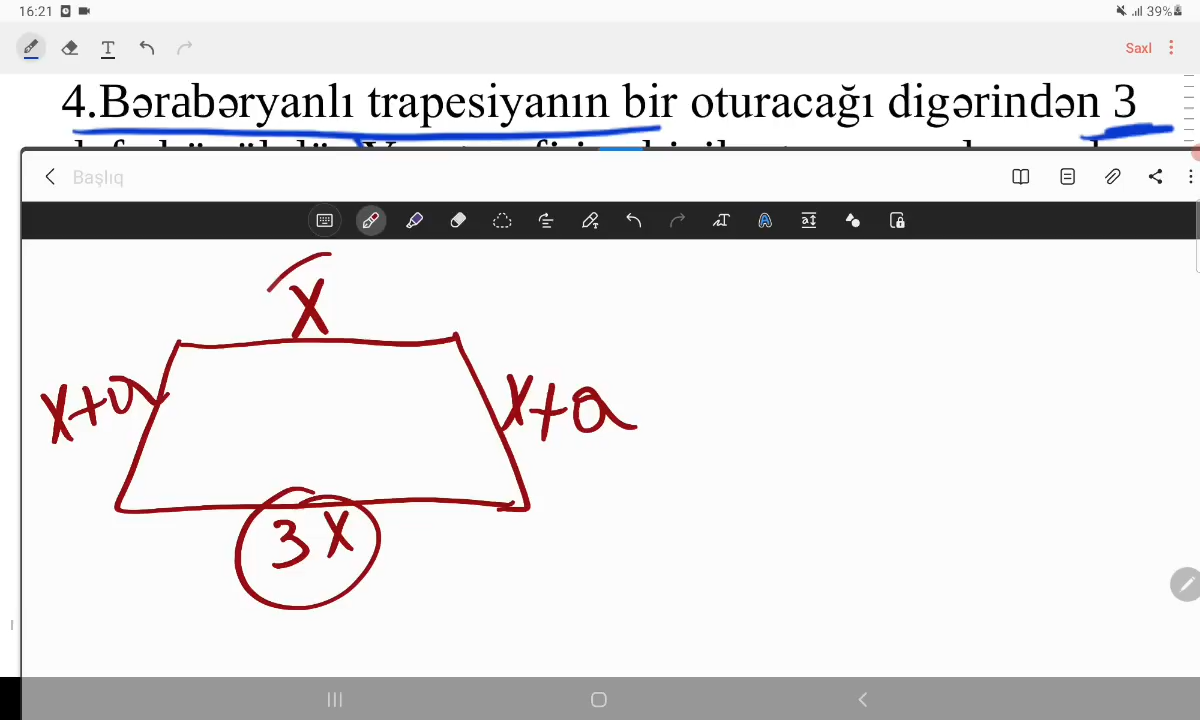 16:21
39%
Saxl
4.Bərabəryanlı trapesiyanın bir oturacağı digərindən 3
Başlıq
x
x+a
x+a
3x